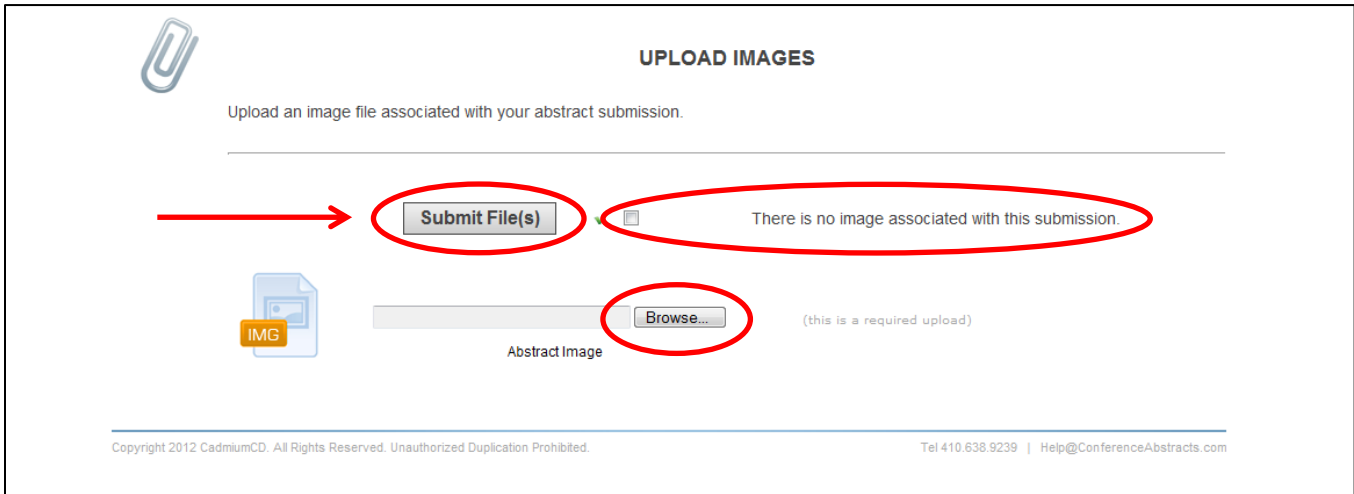 UPLOAD IMAGES
Upload an image file associated with your abstract submission.
Submit File(s) There is no image associated with this submission.
IMG Browse... (this is a required upload)
Abstract Image
Copyright 2012 CadmiumCD. All Rights Reserved. Unauthorized Duplication Prohibited. Tel 410.638.9239 | Help@ConferenceAbstracts.com